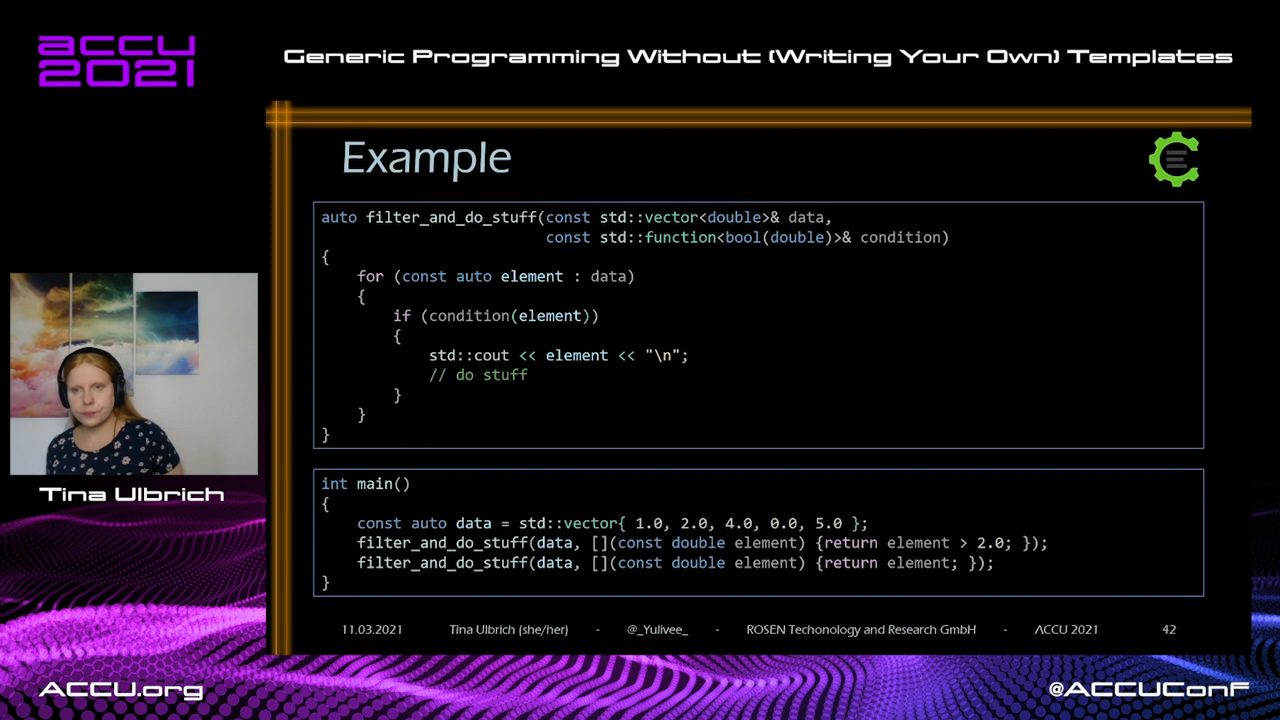 accu
2021
Generic Programming Without (Writing Your Own) Templates
Example
auto filter_and_do_stuff(const std::vector<double>& data,
                         const std::function<bool(double)>& condition)
{
    for (const auto element : data)
    {
        if (condition(element))
        {
            std::cout << element << "\n";
            // do stuff
        }
    }
}
int main()
{
    const auto data = std::vector{ 1.0, 2.0, 4.0, 0.0, 5.0 };
    filter_and_do_stuff(data, [](const double element) {return element > 2.0; });
    filter_and_do_stuff(data, [](const double element) {return element; });
}
Tina Ulbrich
11.03.2021 Tina Ulbrich (she/her) - @_Yulivee_ - ROSEN Techonology and Research GmbH - ACCU 2021 42
ACCU.org
@ACCUConf